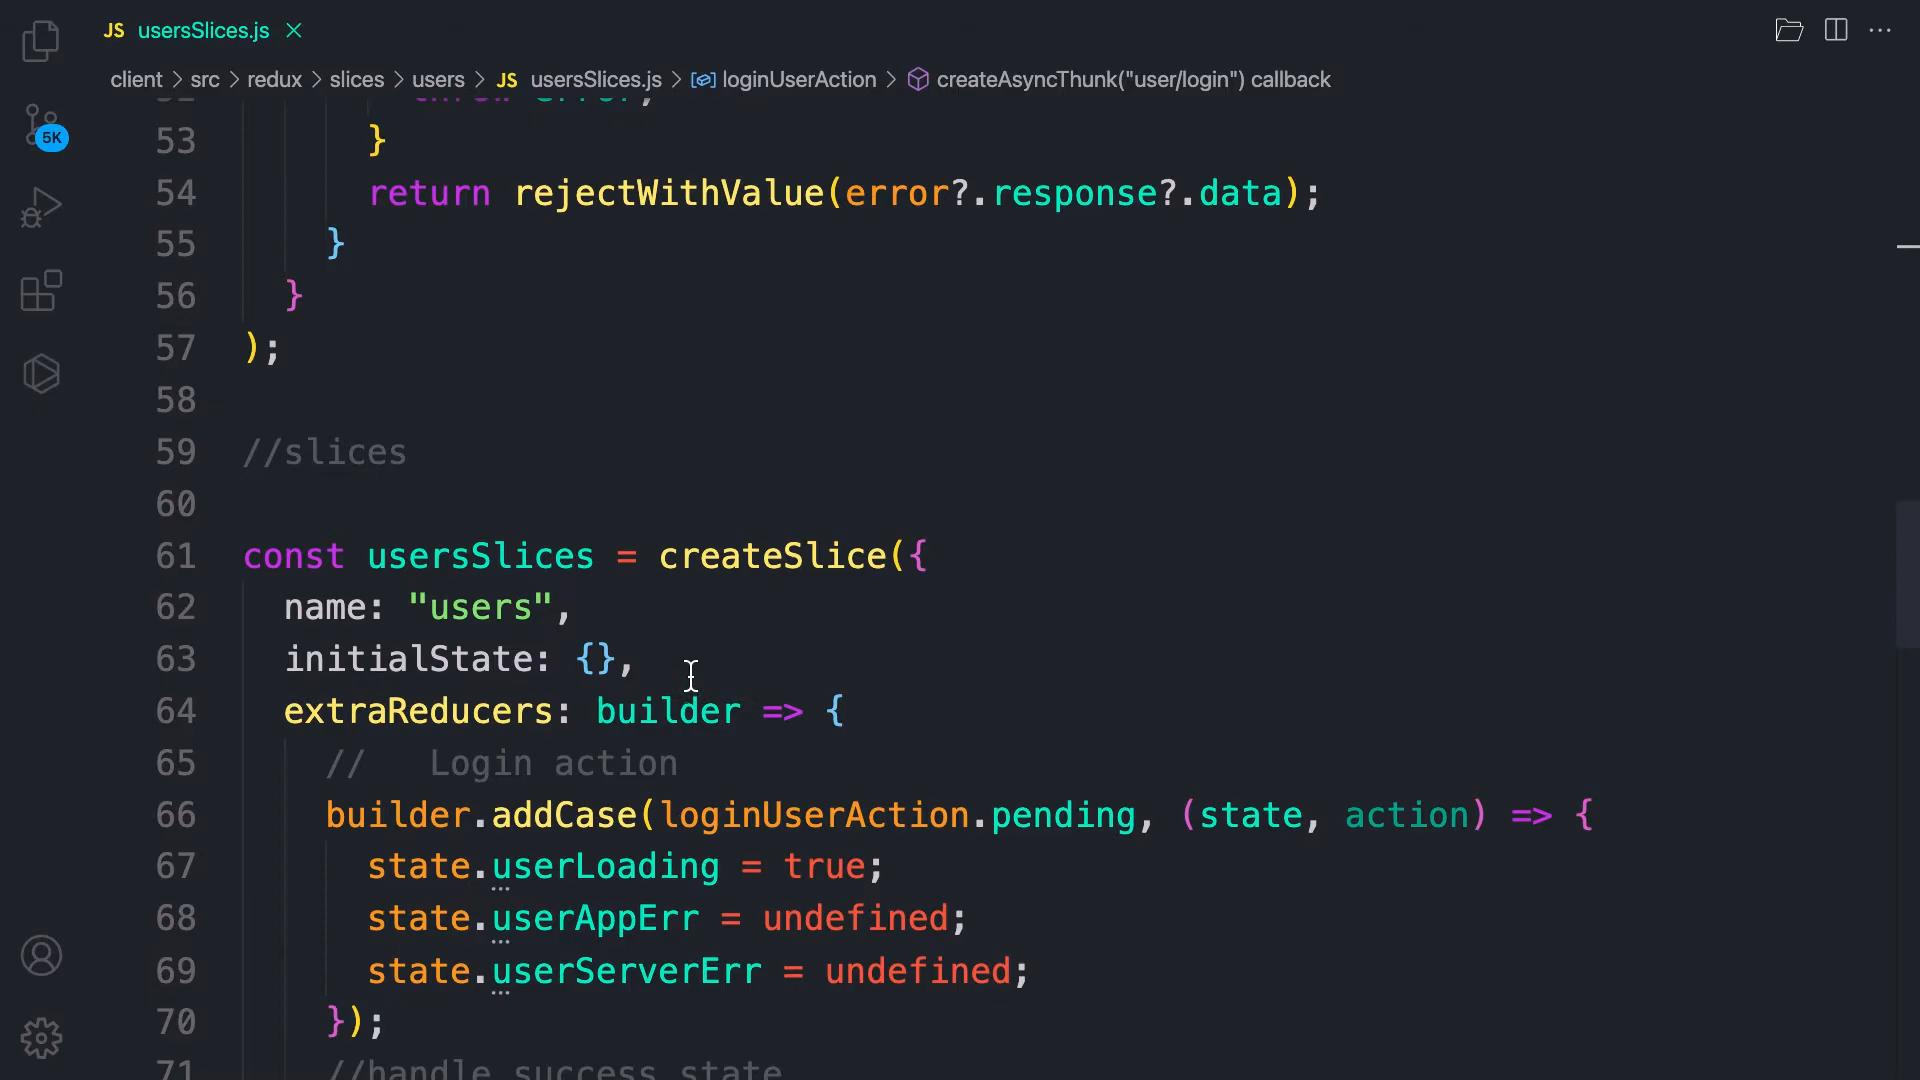 JS usersSlices.js
client > src > redux > slices > users > JS usersSlices.js > loginUserAction > createAsyncThunk("user/login") callback
5K
53 }
54 return rejectWithValue(error?.response?.data);
55 }
56 }
57 );
58
59 //slices
60
61 const usersSlices = createSlice({
62 name: "users",
63 initialState: {},
64 extraReducers: builder => {
65 //   Login action
66 builder.addCase(loginUserAction.pending, (state, action) => {
67 state.userLoading = true;
68 state.userAppErr = undefined;
69 state.userServerErr = undefined;
70 });
71 //handle success state